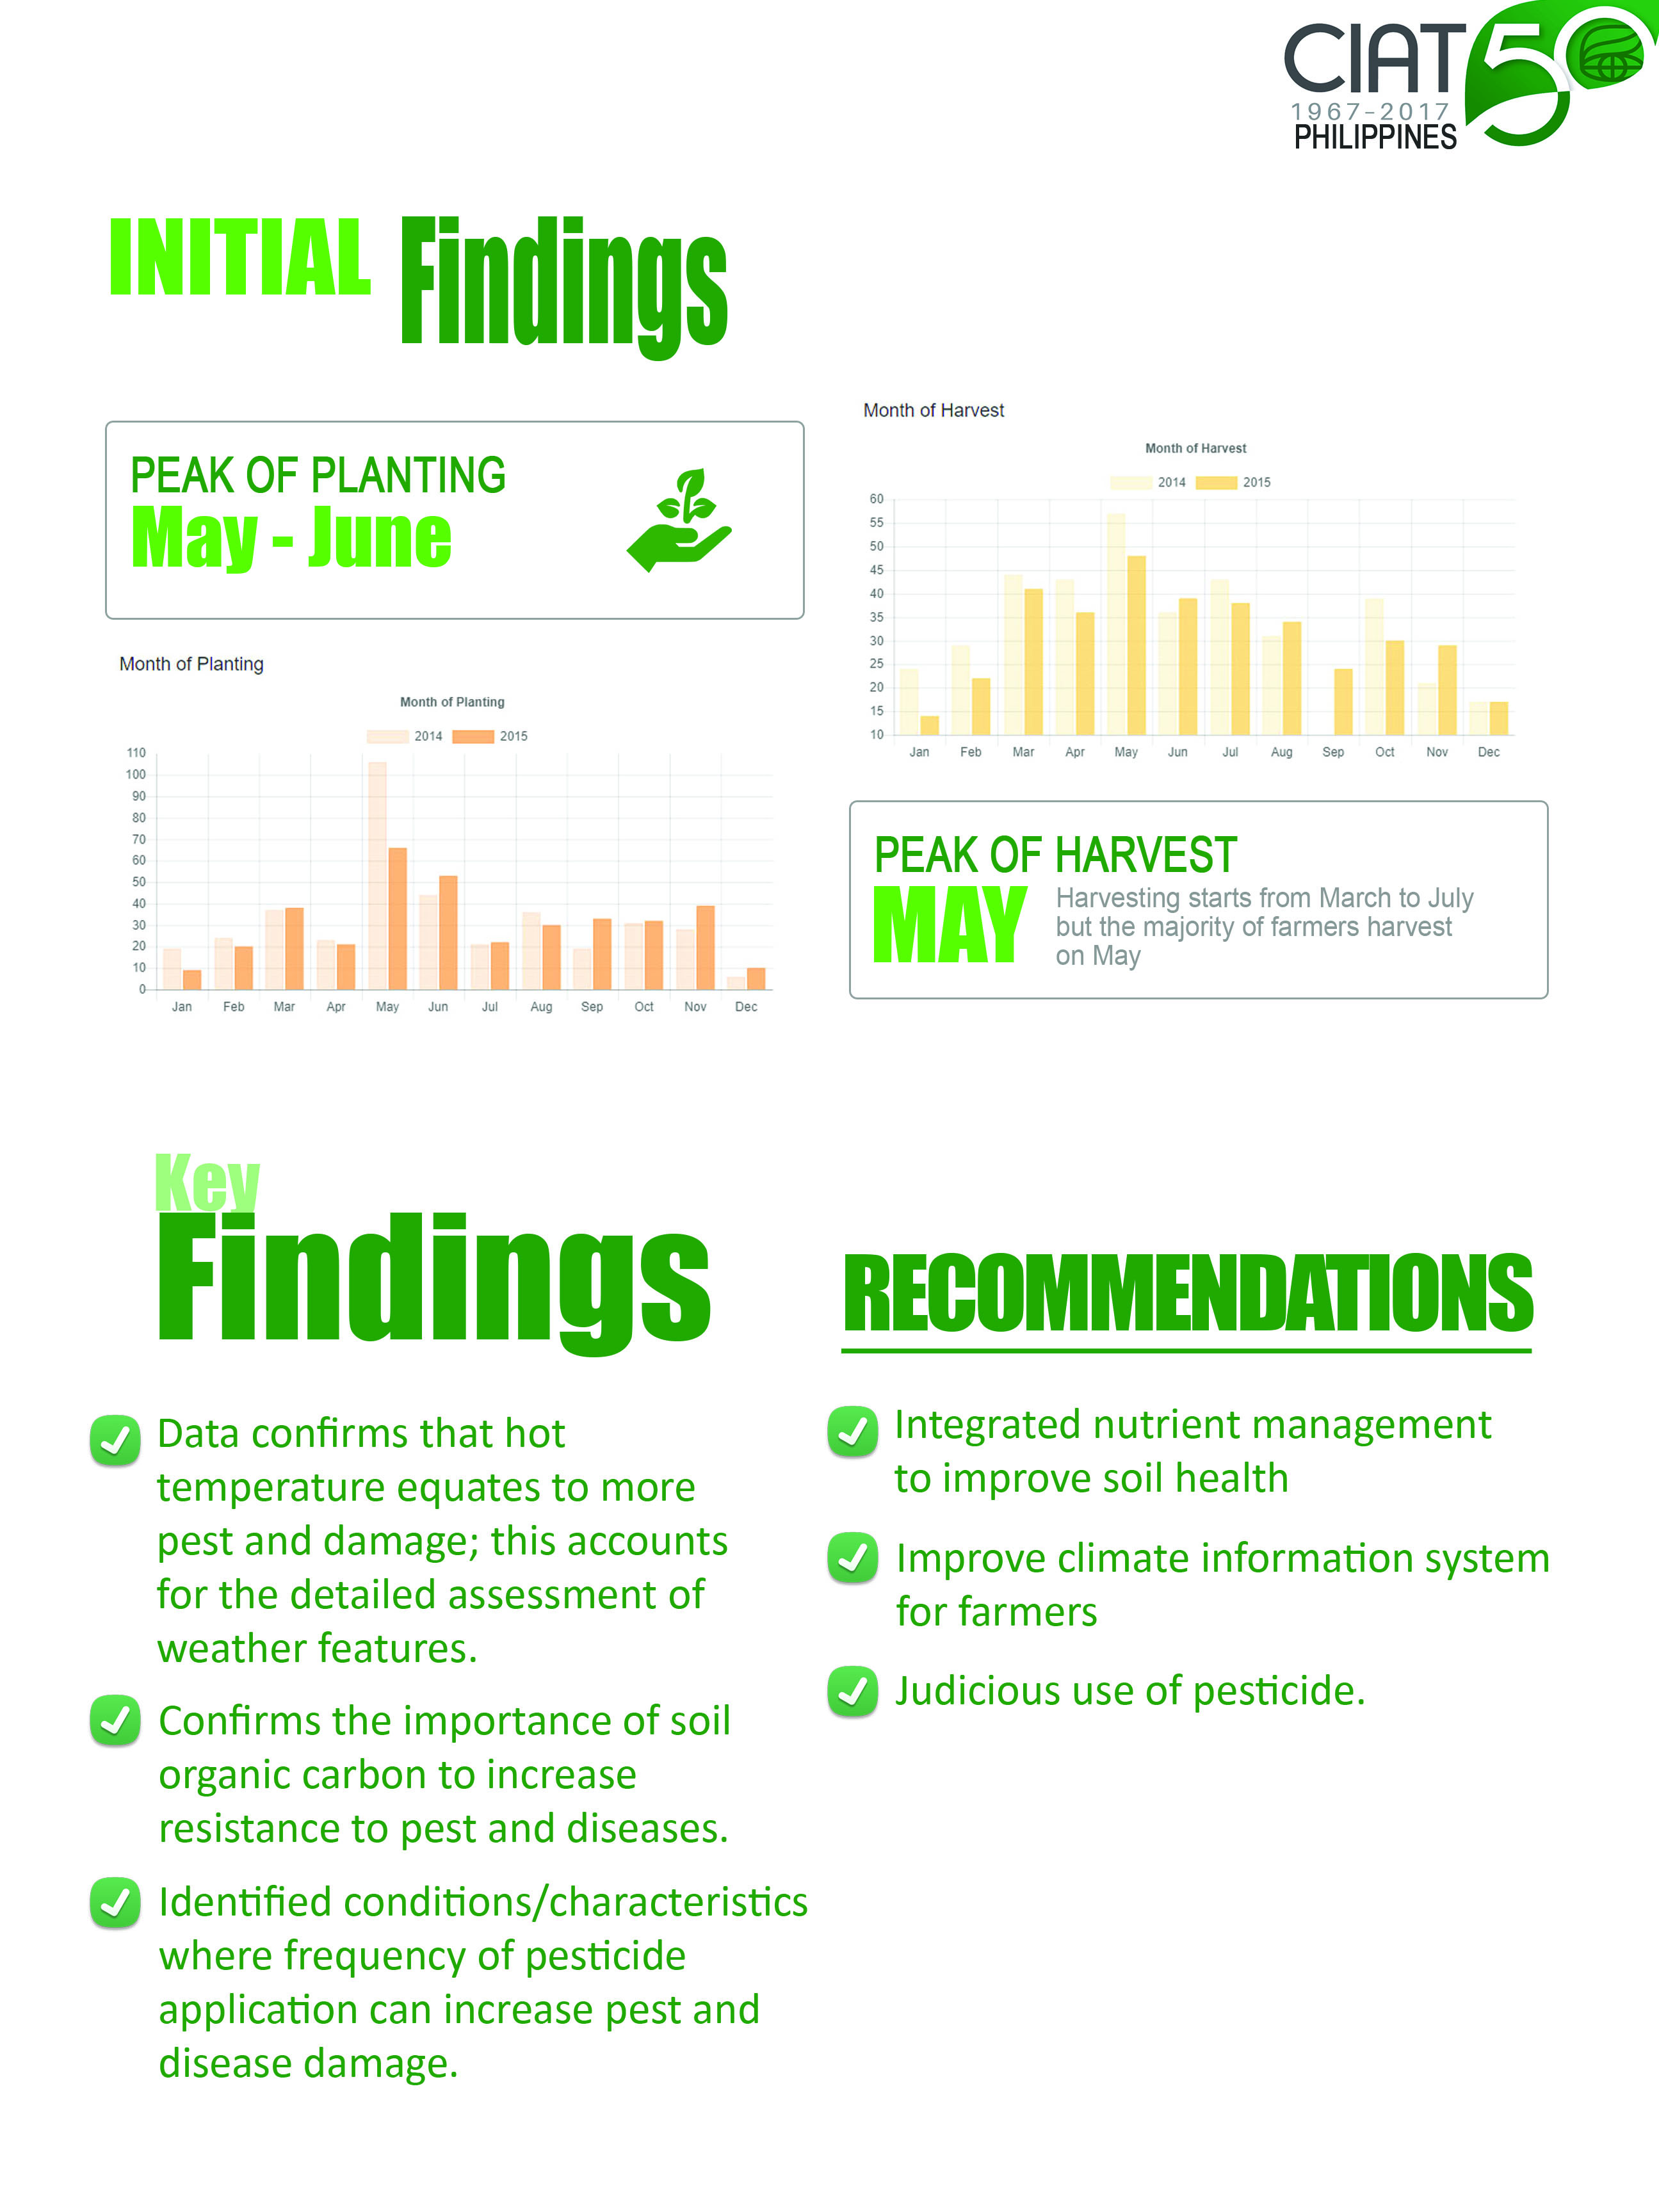 CIAT 50
1967-2017
PHILIPPINES
INITIAL Findings
PEAK OF PLANTING
May - June
Month of Planting
Month of Planting
2014 2015
110
100
90
80
70
60
50
40
30
20
10
0
Jan Feb Mar Apr May Jun Jul Aug Sep Oct Nov Dec
Month of Harvest
Month of Harvest
2014 2015
60
55
50
45
40
35
30
25
20
15
10
Jan Feb Mar Apr May Jun Jul Aug Sep Oct Nov Dec
PEAK OF HARVEST
MAY
Harvesting starts from March to July
but the majority of farmers harvest
on May
Key
Findings
Data confirms that hot
temperature equates to more
pest and damage; this accounts
for the detailed assessment of
weather features.
Confirms the importance of soil
organic carbon to increase
resistance to pest and diseases.
Identified conditions/characteristics
where frequency of pesticide
application can increase pest and
disease damage.
RECOMMENDATIONS
Integrated nutrient management
to improve soil health
Improve climate information system
for farmers
Judicious use of pesticide.